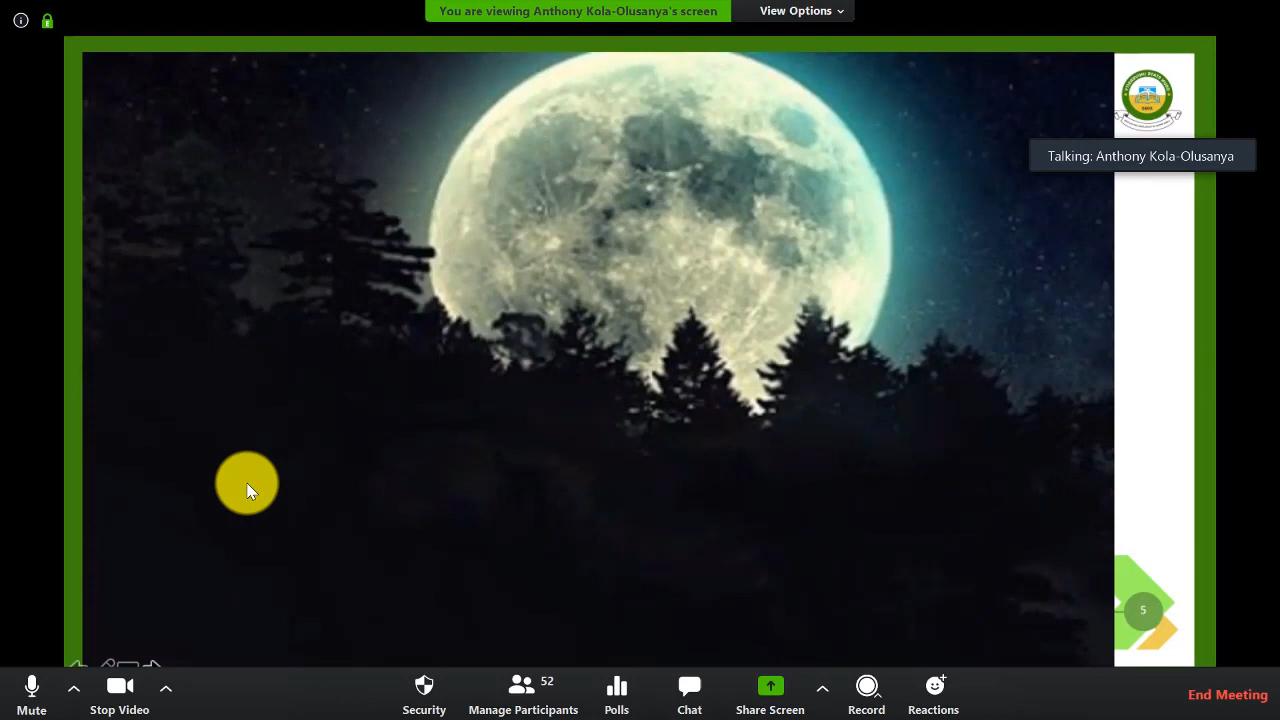 You are viewing Anthony Kola-Olusanya's screen
View Options
Talking: Anthony Kola-Olusanya
5
52
Mute
Stop Video
Security
Manage Participants
Polls
Chat
Share Screen
Record
Reactions
End Meeting